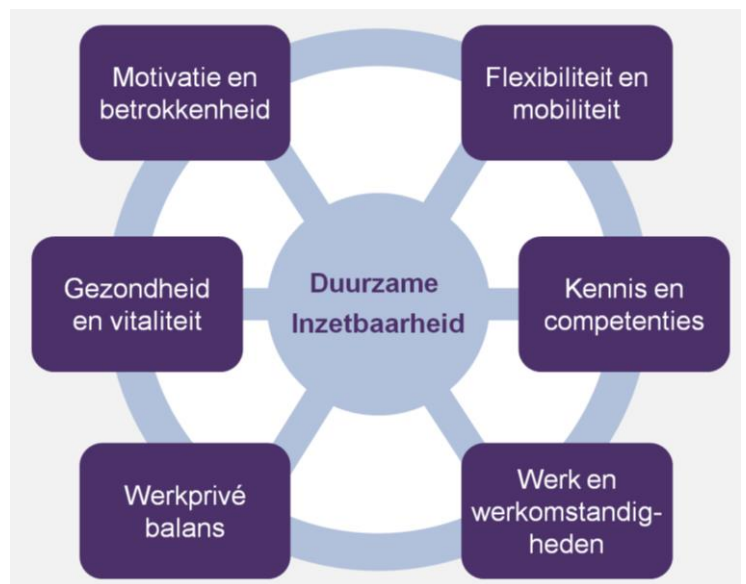 Motivatie en
betrokkenheid
Flexibiliteit en
mobiliteit
Gezondheid
en vitaliteit
Duurzame
Inzetbaarheid
Kennis en
competenties
Werkprivé
balans
Werk en
werkomstandig-
heden